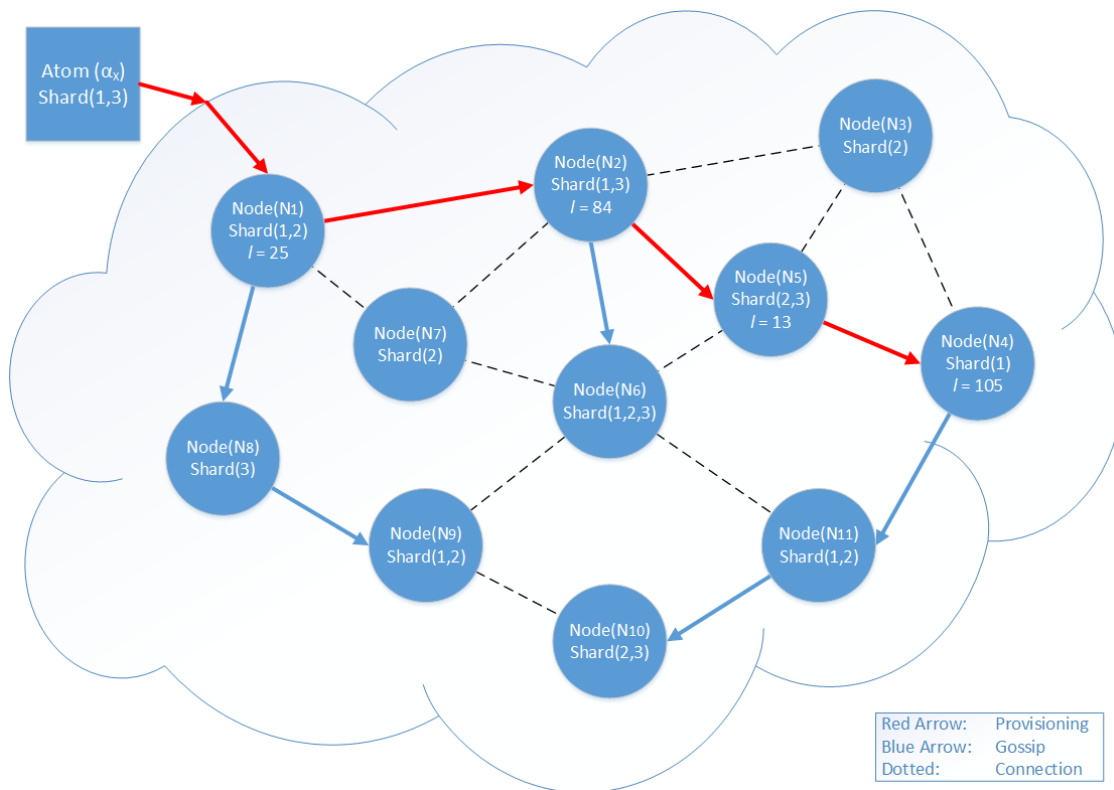 Atom (αₓ)
Shard(1,3)
Node(N1)
Shard(1,2)
l = 25
Node(N2)
Shard(1,3)
l = 84
Node(N3)
Shard(2)
Node(N5)
Shard(2,3)
l = 13
Node(N7)
Shard(2)
Node(N4)
Shard(1)
l = 105
Node(N6)
Shard(1,2,3)
Node(N8)
Shard(3)
Node(N9)
Shard(1,2)
Node(N11)
Shard(1,2)
Node(N10)
Shard(2,3)
Red Arrow: Provisioning
Blue Arrow: Gossip
Dotted: Connection